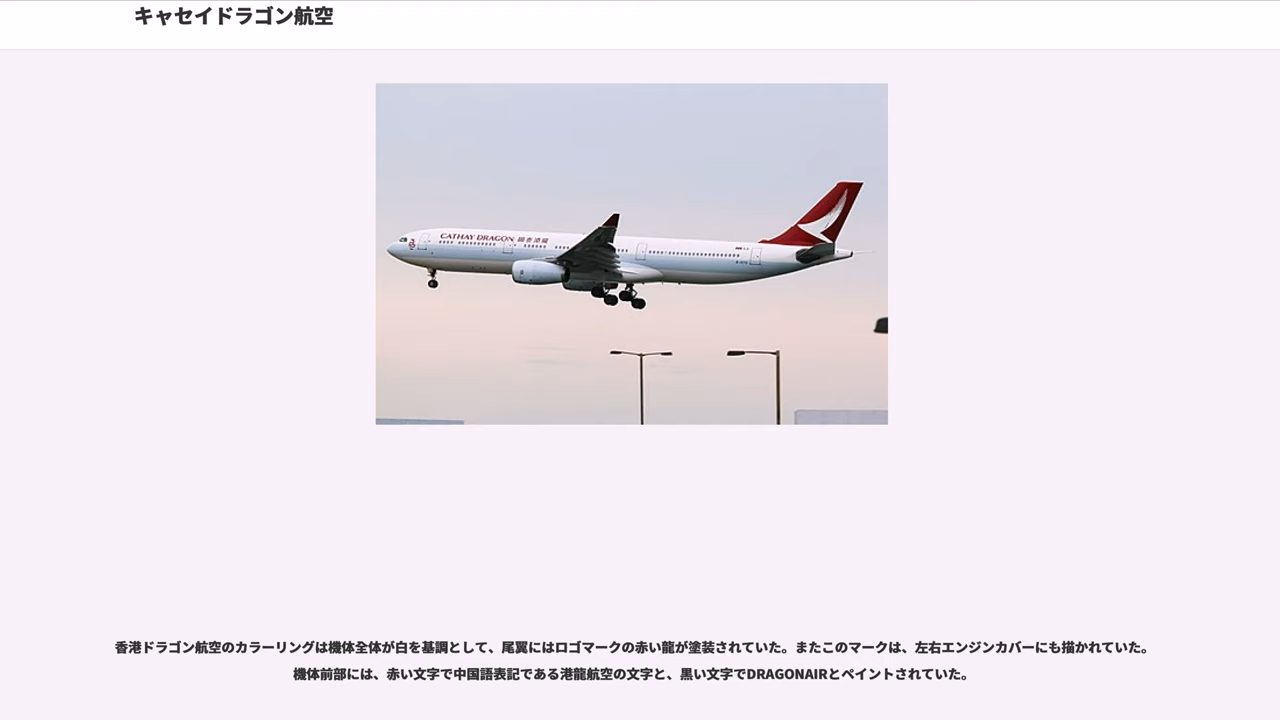 キャセイドラゴン航空
CATHAY DRAGON 國泰港龍
香港ドラゴン航空のカラーリングは機体全体が白を基調として、尾翼にはロゴマークの赤い龍が塗装されていた。またこのマークは、左右エンジンカバーにも描かれていた。
機体前部には、赤い文字で中国語表記である港龍航空の文字と、黒い文字でDRAGONAIRとペイントされていた。